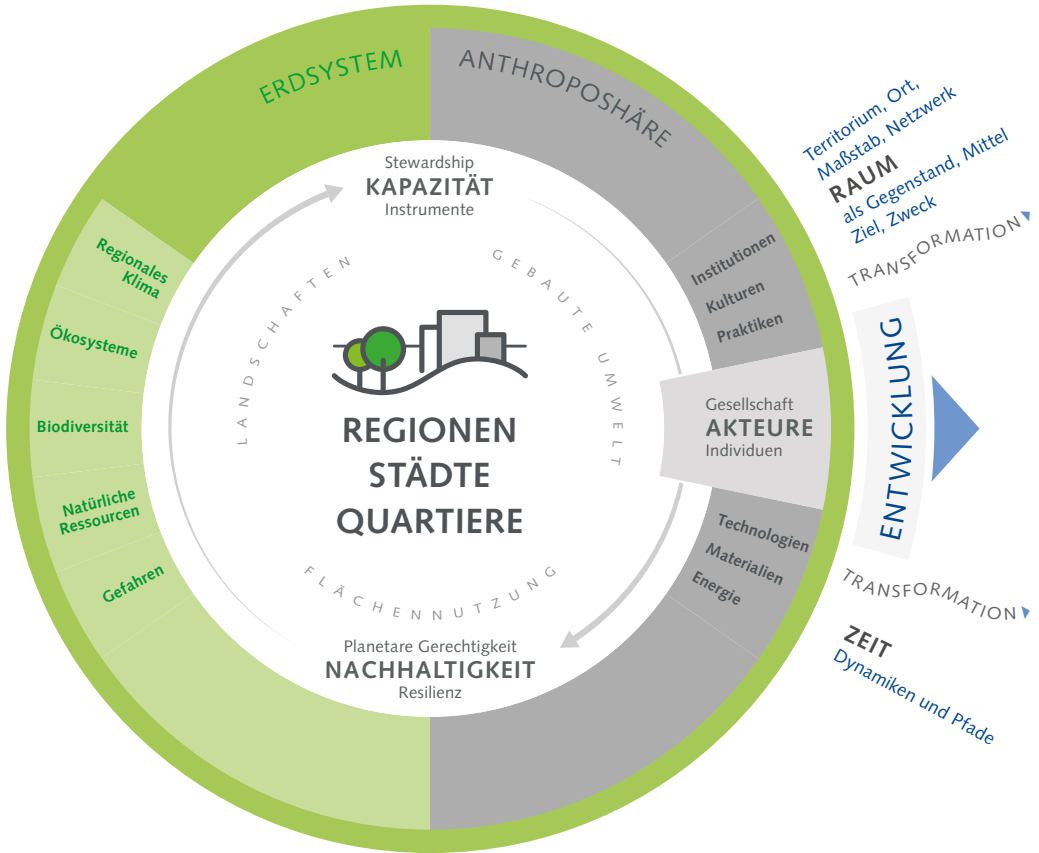 ERDSYSTEM
ANTHROPOSHÄRE
Stewardship
KAPAZITÄT
Instrumente
Regionales
Klima
Ökosysteme
Biodiversität
Natürliche
Ressourcen
Gefahren
LANDSCHAFTEN
GEBAUTE UMWELT
FLÄCHENNUTZUNG
REGIONEN
STÄDTE
QUARTIERE
Planetare Gerechtigkeit
NACHHALTIGKEIT
Resilienz
Institutionen
Kulturen
Praktiken
Gesellschaft
AKTEURE
Individuen
Technologien
Materialien
Energie
Territorium, Ort,
Maßstab, Netzwerk
RAUM
als Gegenstand, Mittel
Ziel, Zweck
TRANSFORMATION
ENTWICKLUNG
TRANSFORMATION
ZEIT
Dynamiken und Pfade